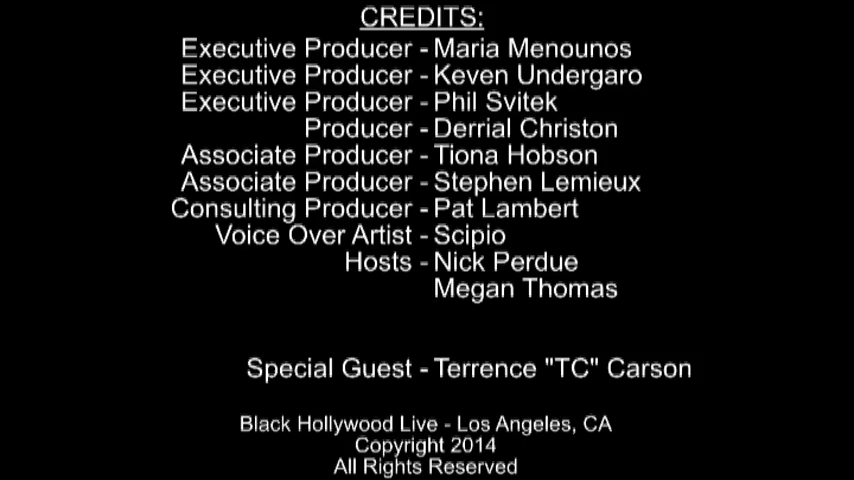 CREDITS:
Executive Producer - Maria Menounos
Executive Producer - Keven Undergaro
Executive Producer - Phil Svitek
Producer - Derrial Christon
Associate Producer - Tiona Hobson
Associate Producer - Stephen Lemieux
Consulting Producer - Pat Lambert
Voice Over Artist - Scipio
Hosts - Nick Perdue
Megan Thomas
Special Guest - Terrence "TC" Carson
Black Hollywood Live - Los Angeles, CA
Copyright 2014
All Rights Reserved